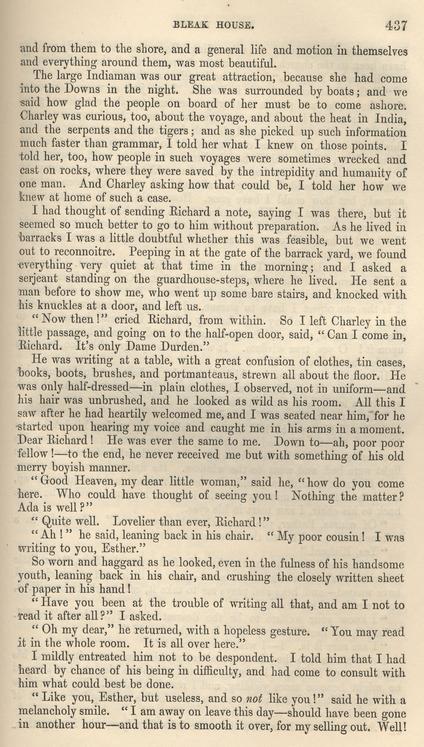 BLEAK HOUSE. 437
and from them to the shore, and a general life and motion in themselves
and everything around them, was most beautiful.
The large Indiaman was our great attraction, because she had come
into the Downs in the night. She was surrounded by boats; and we
said how glad the people on board of her must be to come ashore.
Charley was curious, too, about the voyage, and about the heat in India,
and the serpents and the tigers; and as she picked up such information
much faster than grammar, I told her what I knew on those points. I
told her, too, how people in such voyages were sometimes wrecked and
cast on rocks, where they were saved by the intrepidity and humanity of
one man. And Charley asking how that could be, I told her how we
knew at home of such a case.
I had thought of sending Richard a note, saying I was there, but it
seemed so much better to go to him without preparation. As he lived in
barracks I was a little doubtful whether this was feasible, but we went
out to reconnoitre. Peeping in at the gate of the barrack yard, we found
everything very quiet at that time in the morning; and I asked a
serjeant standing on the guardhouse-steps, where he lived. He sent a
man before to show me, who went up some bare stairs, and knocked with
his knuckles at a door, and left us.
"Now then!" cried Richard, from within. So I left Charley in the
little passage, and going on to the half-open door, said, "Can I come in,
Richard. It's only Dame Durden."
He was writing at a table, with a great confusion of clothes, tin cases,
books, boots, brushes, and portmanteaus, strewn all about the floor. He
was only half-dressed—in plain clothes, I observed, not in uniform—and
his hair was unbrushed, and he looked as wild as his room. All this I
saw after he had heartily welcomed me, and I was seated near him, for he
started upon hearing my voice and caught me in his arms in a moment.
Dear Richard! He was ever the same to me. Down to—ah, poor poor
fellow!—to the end, he never received me but with something of his old
merry boyish manner.
"Good Heaven, my dear little woman," said he, "how do you come
here. Who could have thought of seeing you! Nothing the matter?
Ada is well?"
"Quite well. Lovelier than ever, Richard!"
"Ah!" he said, leaning back in his chair. "My poor cousin! I was
writing to you, Esther."
So worn and haggard as he looked, even in the fulness of his handsome
youth, leaning back in his chair, and crushing the closely written sheet
of paper in his hand!
"Have you been at the trouble of writing all that, and am I not to
read it after all?" I asked.
"Oh my dear," he returned, with a hopeless gesture. "You may read
it in the whole room. It is all over here."
I mildly entreated him not to be despondent. I told him that I had
heard by chance of his being in difficulty, and had come to consult with
him what could best be done.
"Like you, Esther, but useless, and so not like you!" said he with a
melancholy smile. "I am away on leave this day—should have been gone
in another hour—and that is to smooth it over, for my selling out. Well!